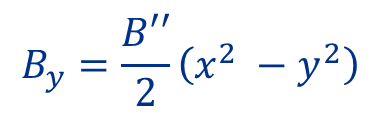 B_y = \frac{B''}{2} (x^2 - y^2)